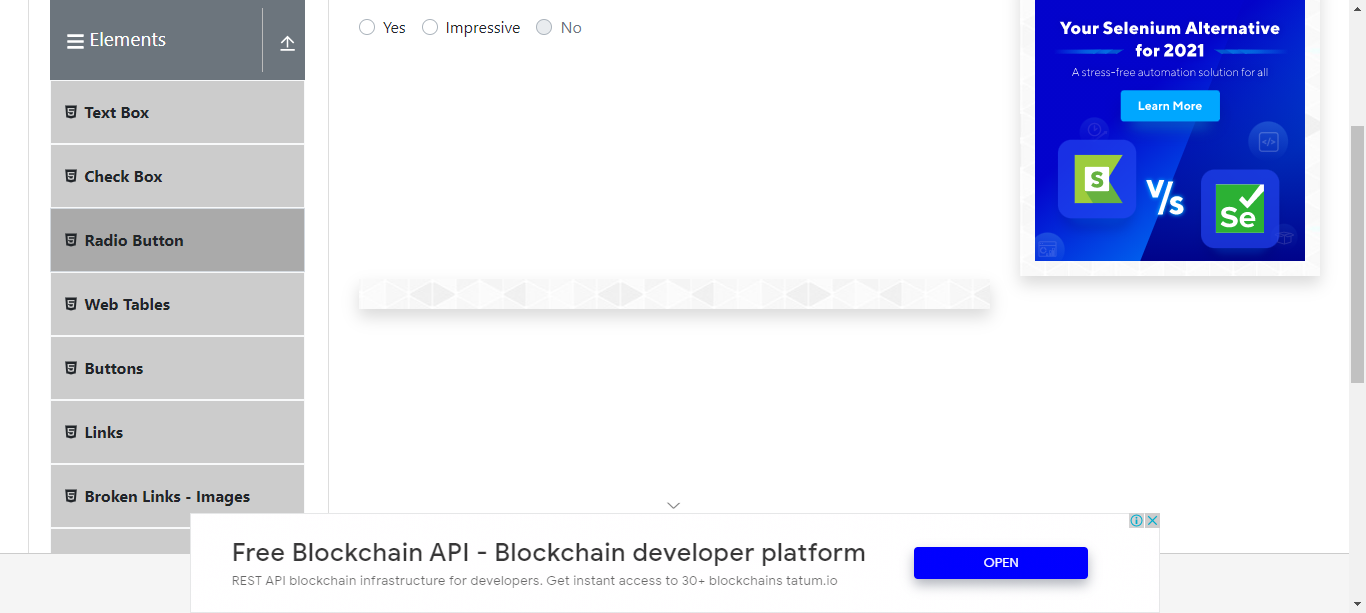 Elements
Text Box
Check Box
Radio Button
Web Tables
Buttons
Links
Broken Links - Images
Yes Impressive No
Your Selenium Alternative
for 2021
A stress-free automation solution for all
Learn More
S
V/s
Se
Free Blockchain API - Blockchain developer platform
REST API blockchain infrastructure for developers. Get instant access to 30+ blockchains tatum.io
OPEN